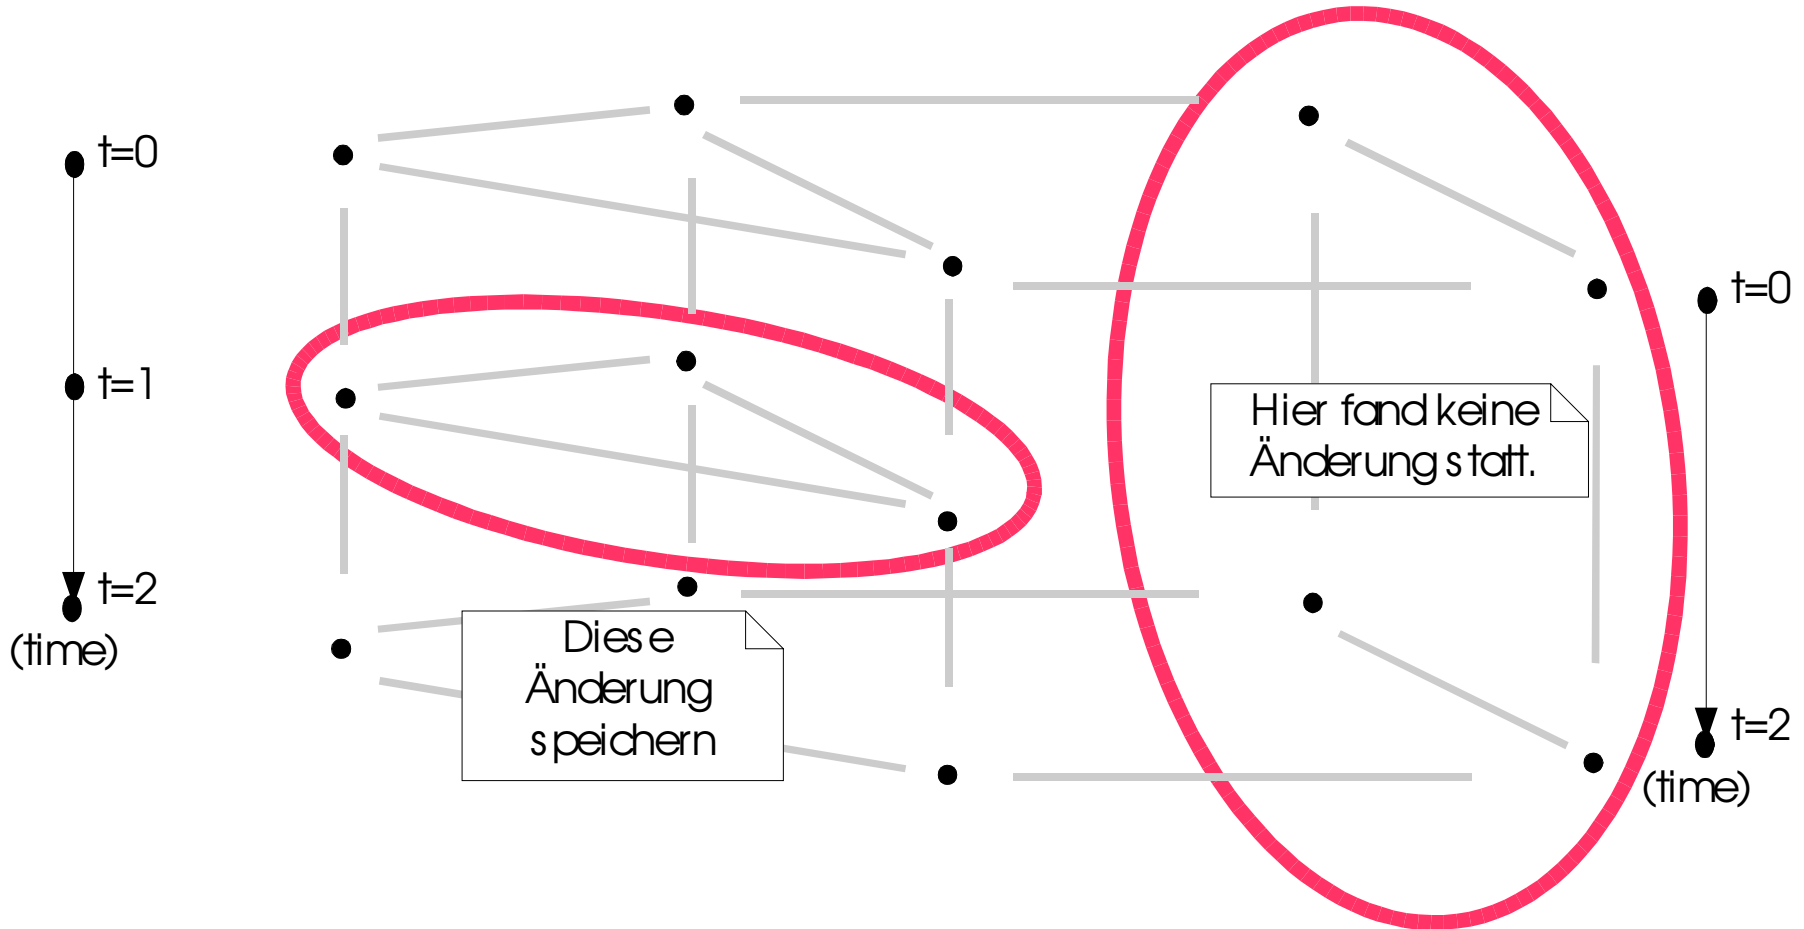 t=0
t=1
t=2
(time)
Diese
Änderung
speichern
Hier fand keine
Änderung statt.
t=0
t=2
(time)